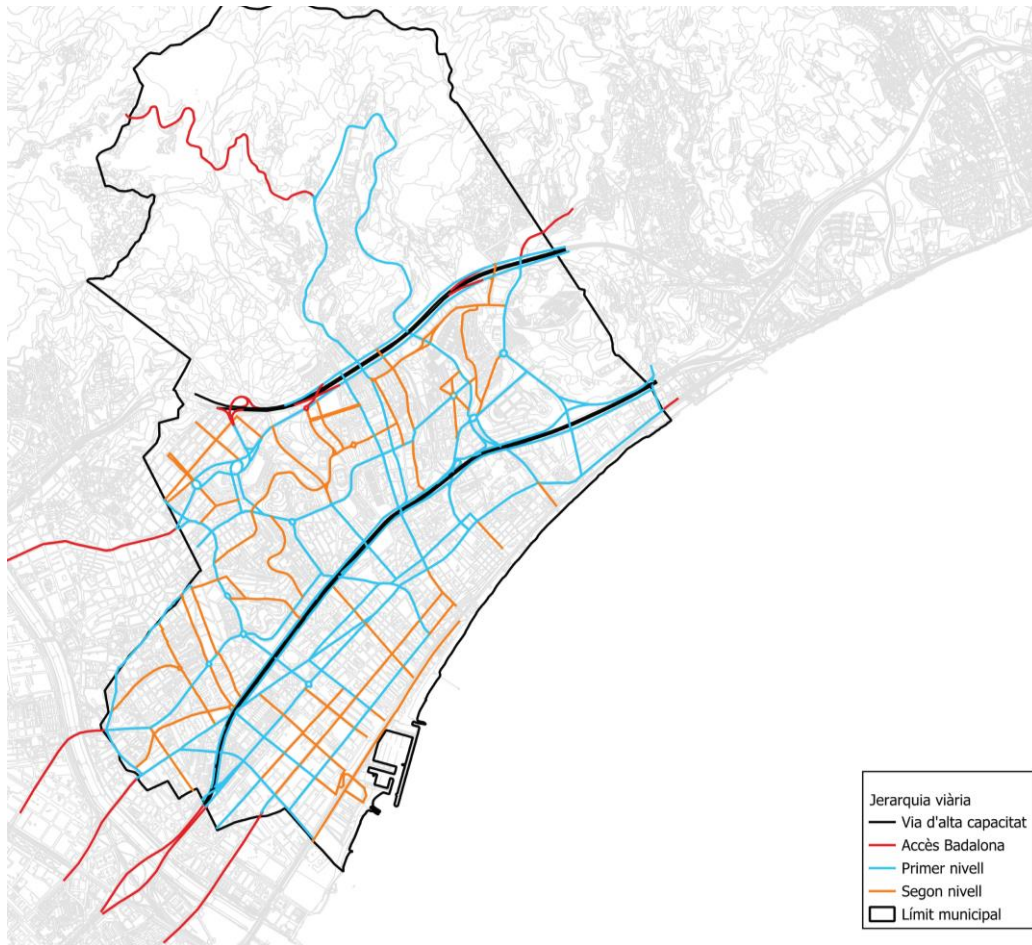 Jerarquia viària
Via d'alta capacitat
Accès Badalona
Primer nivell
Segon nivell
Límit municipal